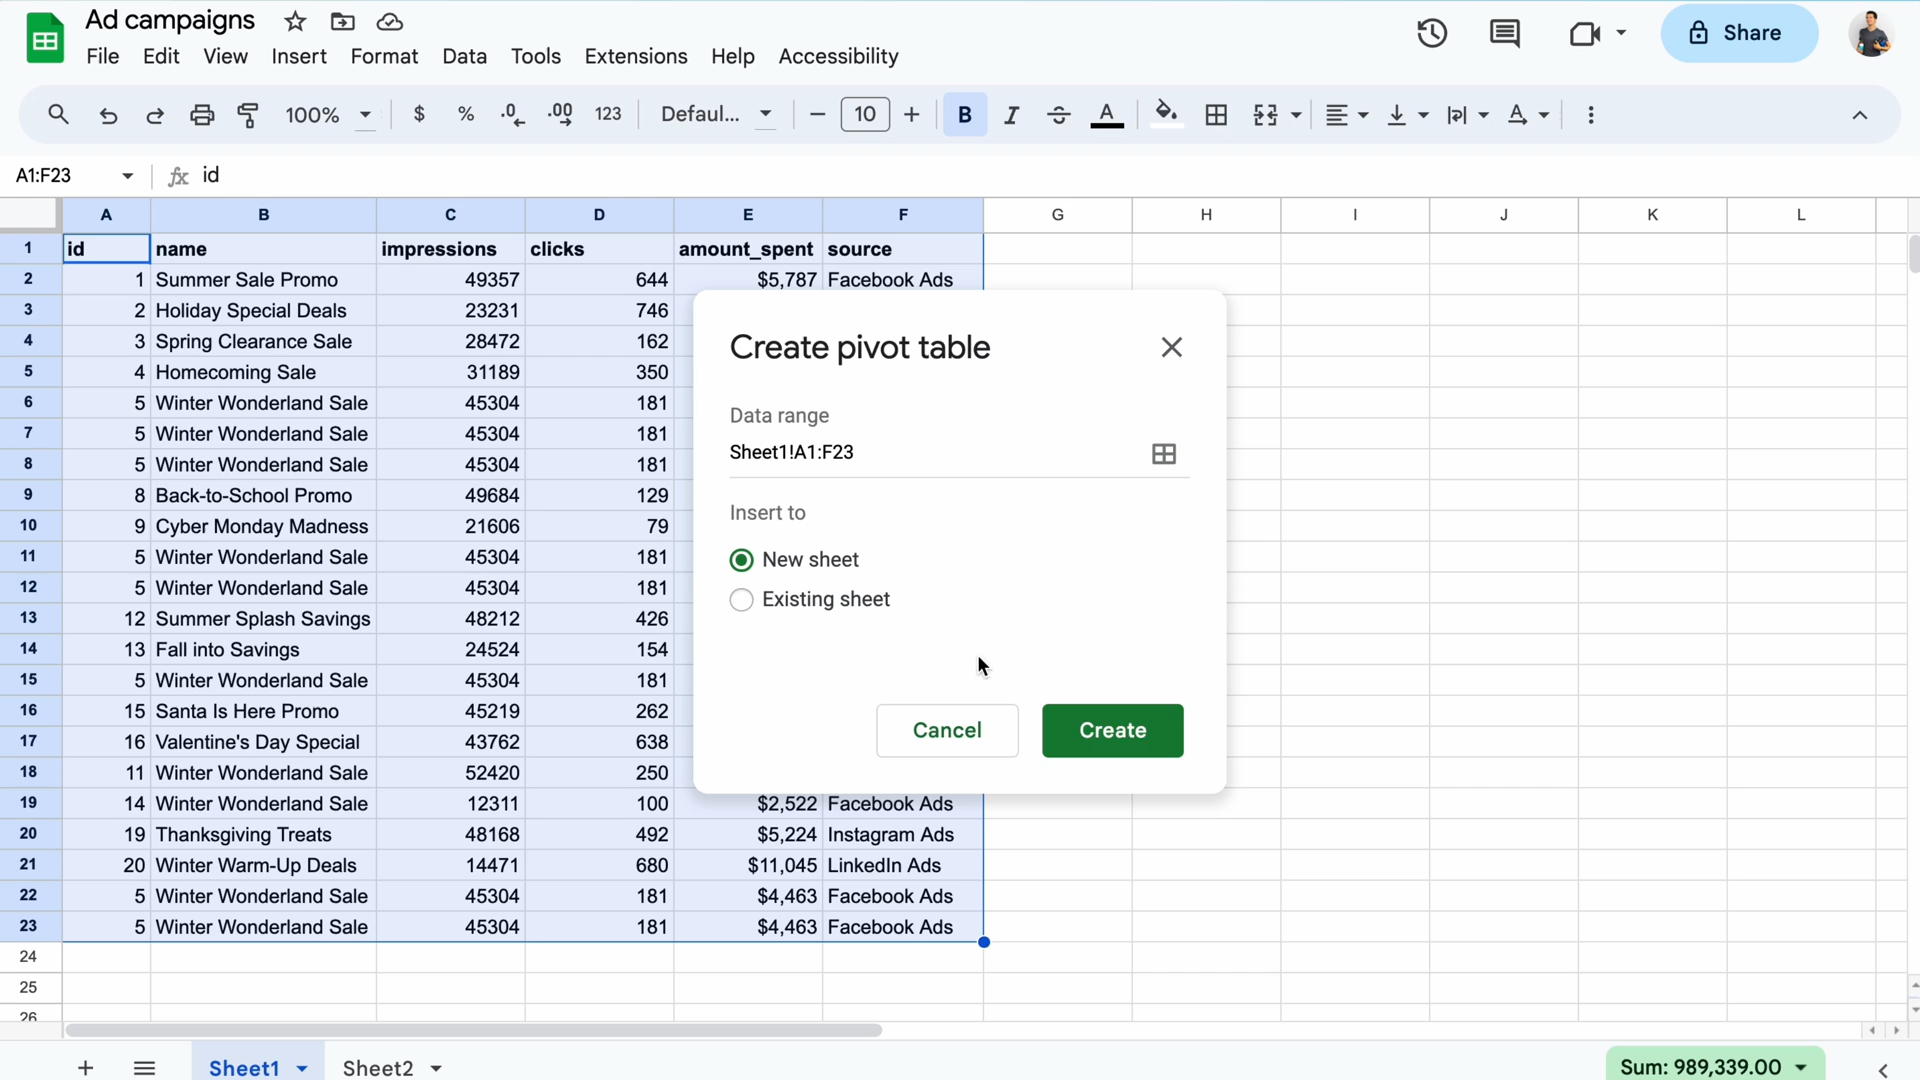 Ad campaigns
File Edit View Insert Format Data Tools Extensions Help Accessibility
Share
100% $ % .0 .00 123 Defaul... 10 B I S A
A1:F23 fx id
A B C D E F G H I J K L
1 id name impressions clicks amount_spent source
2 1 Summer Sale Promo 49357 644 $5,787 Facebook Ads
3 2 Holiday Special Deals 23231 746
4 3 Spring Clearance Sale 28472 162
5 4 Homecoming Sale 31189 350
6 5 Winter Wonderland Sale 45304 181
7 5 Winter Wonderland Sale 45304 181
8 5 Winter Wonderland Sale 45304 181
9 8 Back-to-School Promo 49684 129
10 9 Cyber Monday Madness 21606 79
11 5 Winter Wonderland Sale 45304 181
12 5 Winter Wonderland Sale 45304 181
13 12 Summer Splash Savings 48212 426
14 13 Fall into Savings 24524 154
15 5 Winter Wonderland Sale 45304 181
16 15 Santa Is Here Promo 45219 262
17 16 Valentine's Day Special 43762 638
18 11 Winter Wonderland Sale 52420 250
19 14 Winter Wonderland Sale 12311 100 $2,522 Facebook Ads
20 19 Thanksgiving Treats 48168 492 $5,224 Instagram Ads
21 20 Winter Warm-Up Deals 14471 680 $11,045 LinkedIn Ads
22 5 Winter Wonderland Sale 45304 181 $4,463 Facebook Ads
23 5 Winter Wonderland Sale 45304 181 $4,463 Facebook Ads
24
25
26
Create pivot table
Data range
Sheet1!A1:F23
Insert to
New sheet
Existing sheet
Cancel Create
Sheet1 Sheet2 Sum: 989,339.00